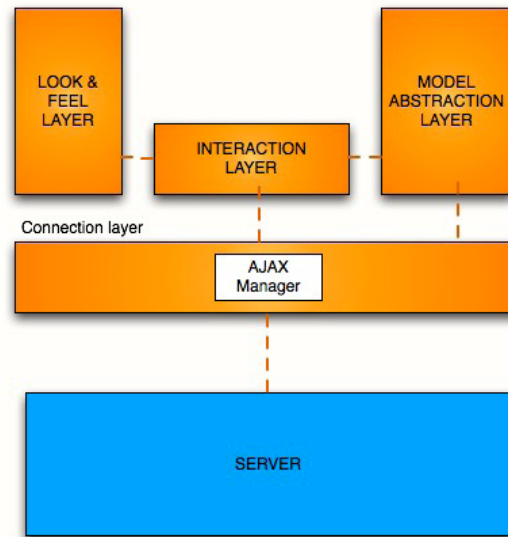 LOOK &
FEEL
LAYER
MODEL
ABSTRACTION
LAYER
INTERACTION
LAYER
Connection layer
AJAX
Manager
SERVER